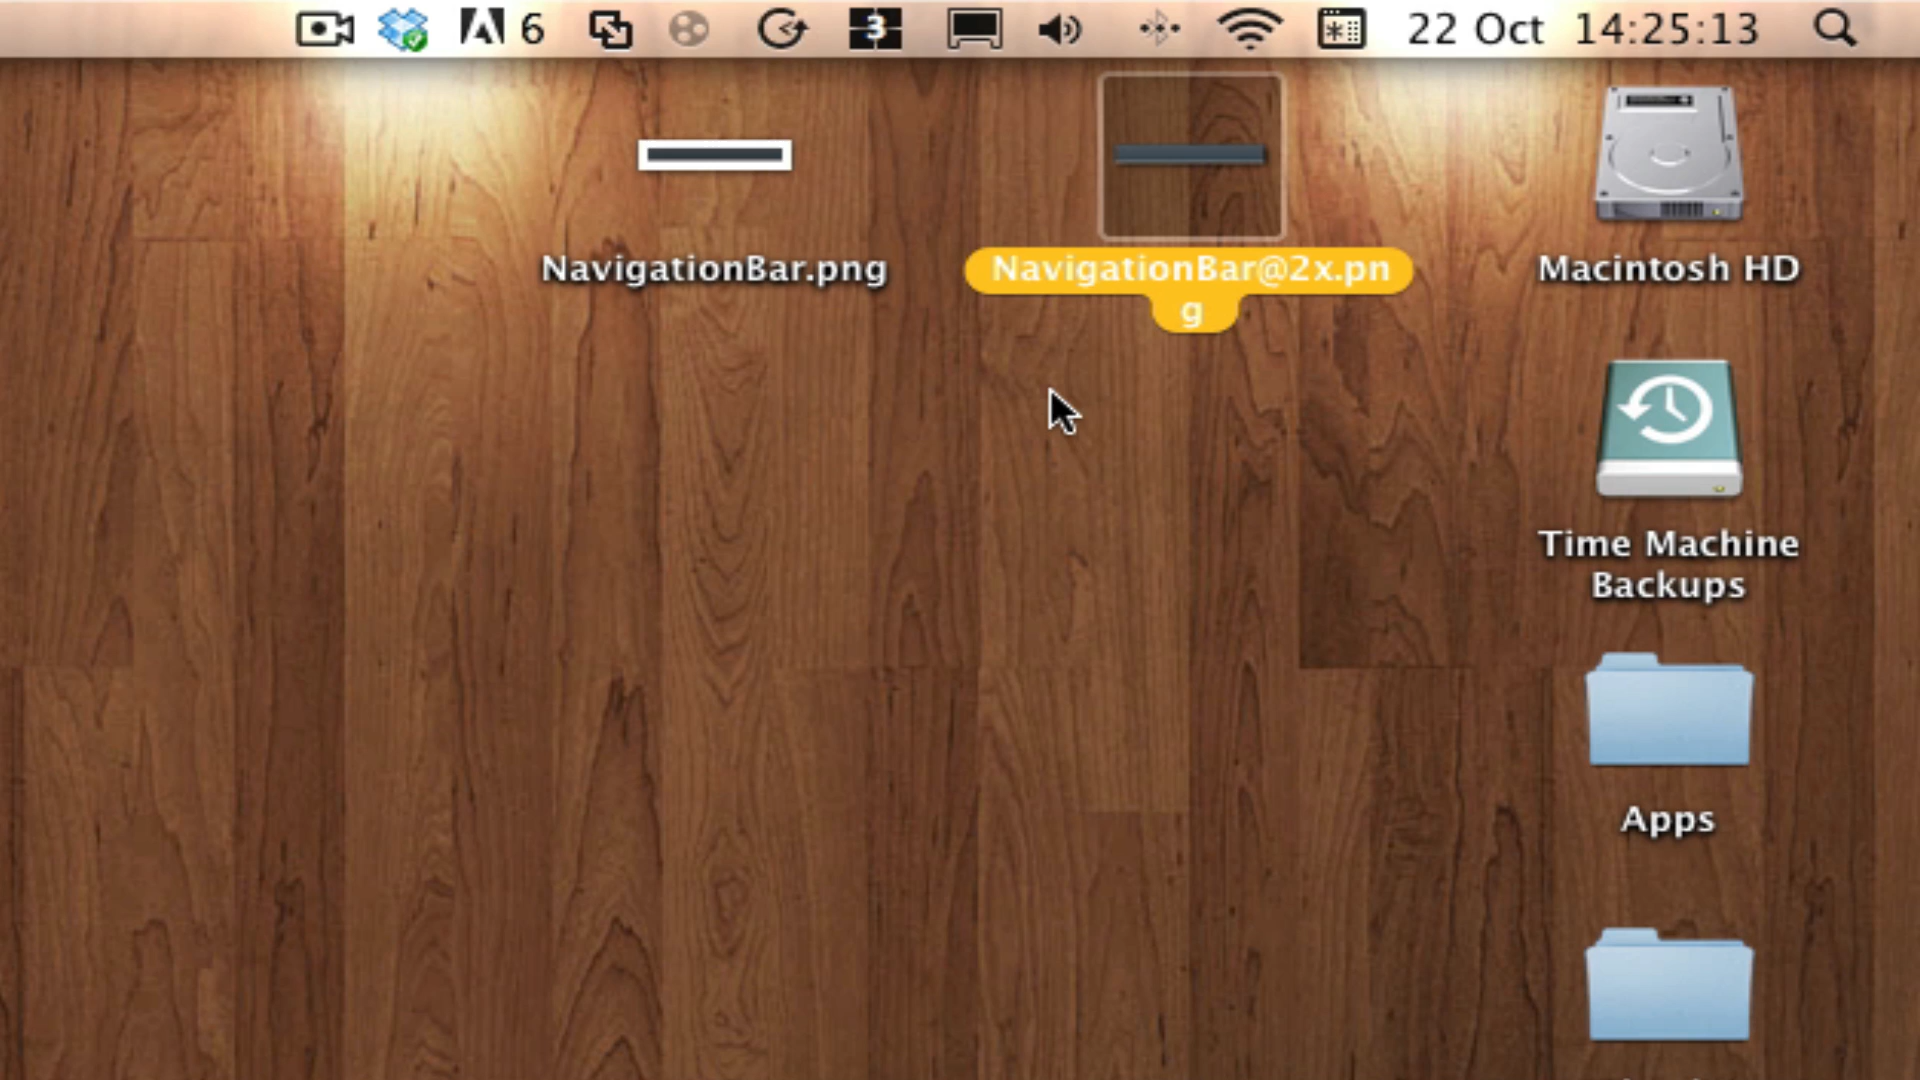 6 3 22 Oct 14:25:13
NavigationBar.png
NavigationBar@2x.pn
g
Macintosh HD
Time Machine
Backups
Apps